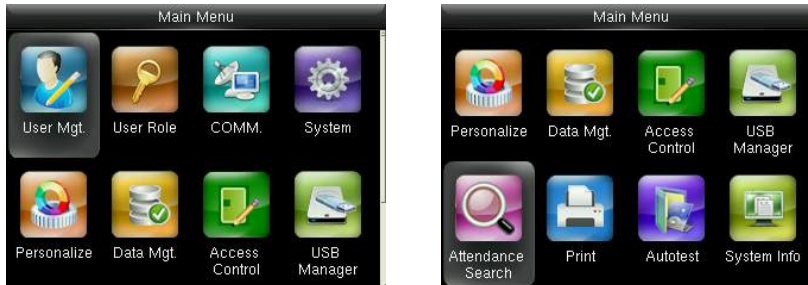 Main Menu
User Mgt.
User Role
COMM.
System
Personalize
Data Mgt.
Access
Control
USB
Manager
Main Menu
Personalize
Data Mgt.
Access
Control
USB
Manager
Attendance
Search
Print
Autotest
System Info